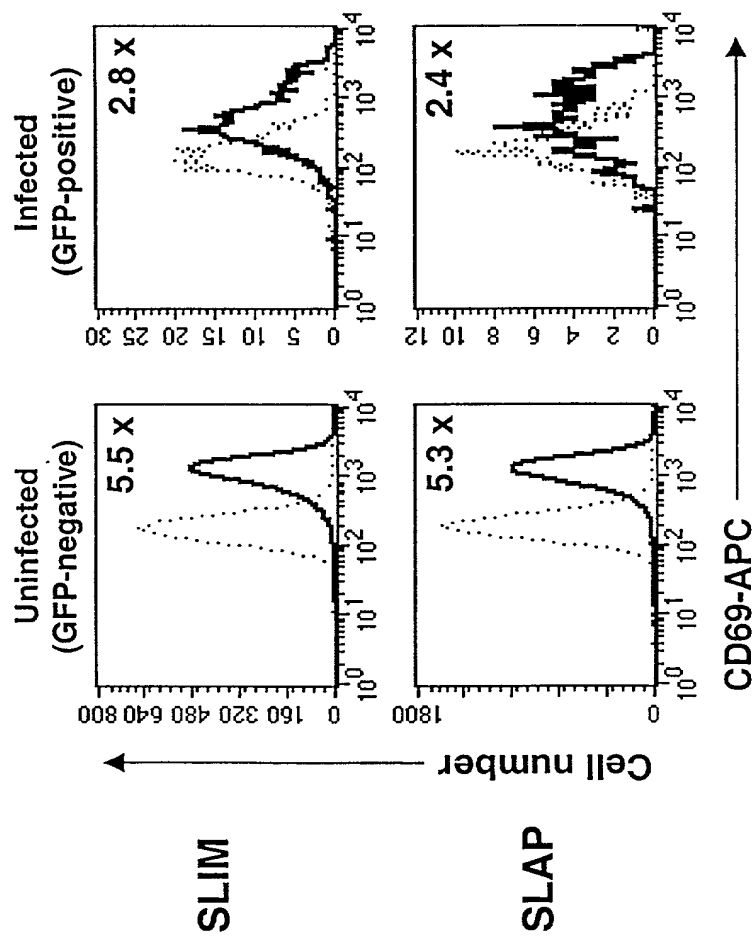 Uninfected
(GFP-negative)
Infected
(GFP-positive)
SLIM
800
640
480
320
160
0
5.5 x
10^0 10^1 10^2 10^3 10^4
30
25
20
15
10
5
0
2.8 x
10^0 10^1 10^2 10^3 10^4
SLAP
1800
0
5.3 x
10^0 10^1 10^2 10^3 10^4
12
10
8
6
4
2
0
2.4 x
10^0 10^1 10^2 10^3 10^4
Cell number
CD69-APC